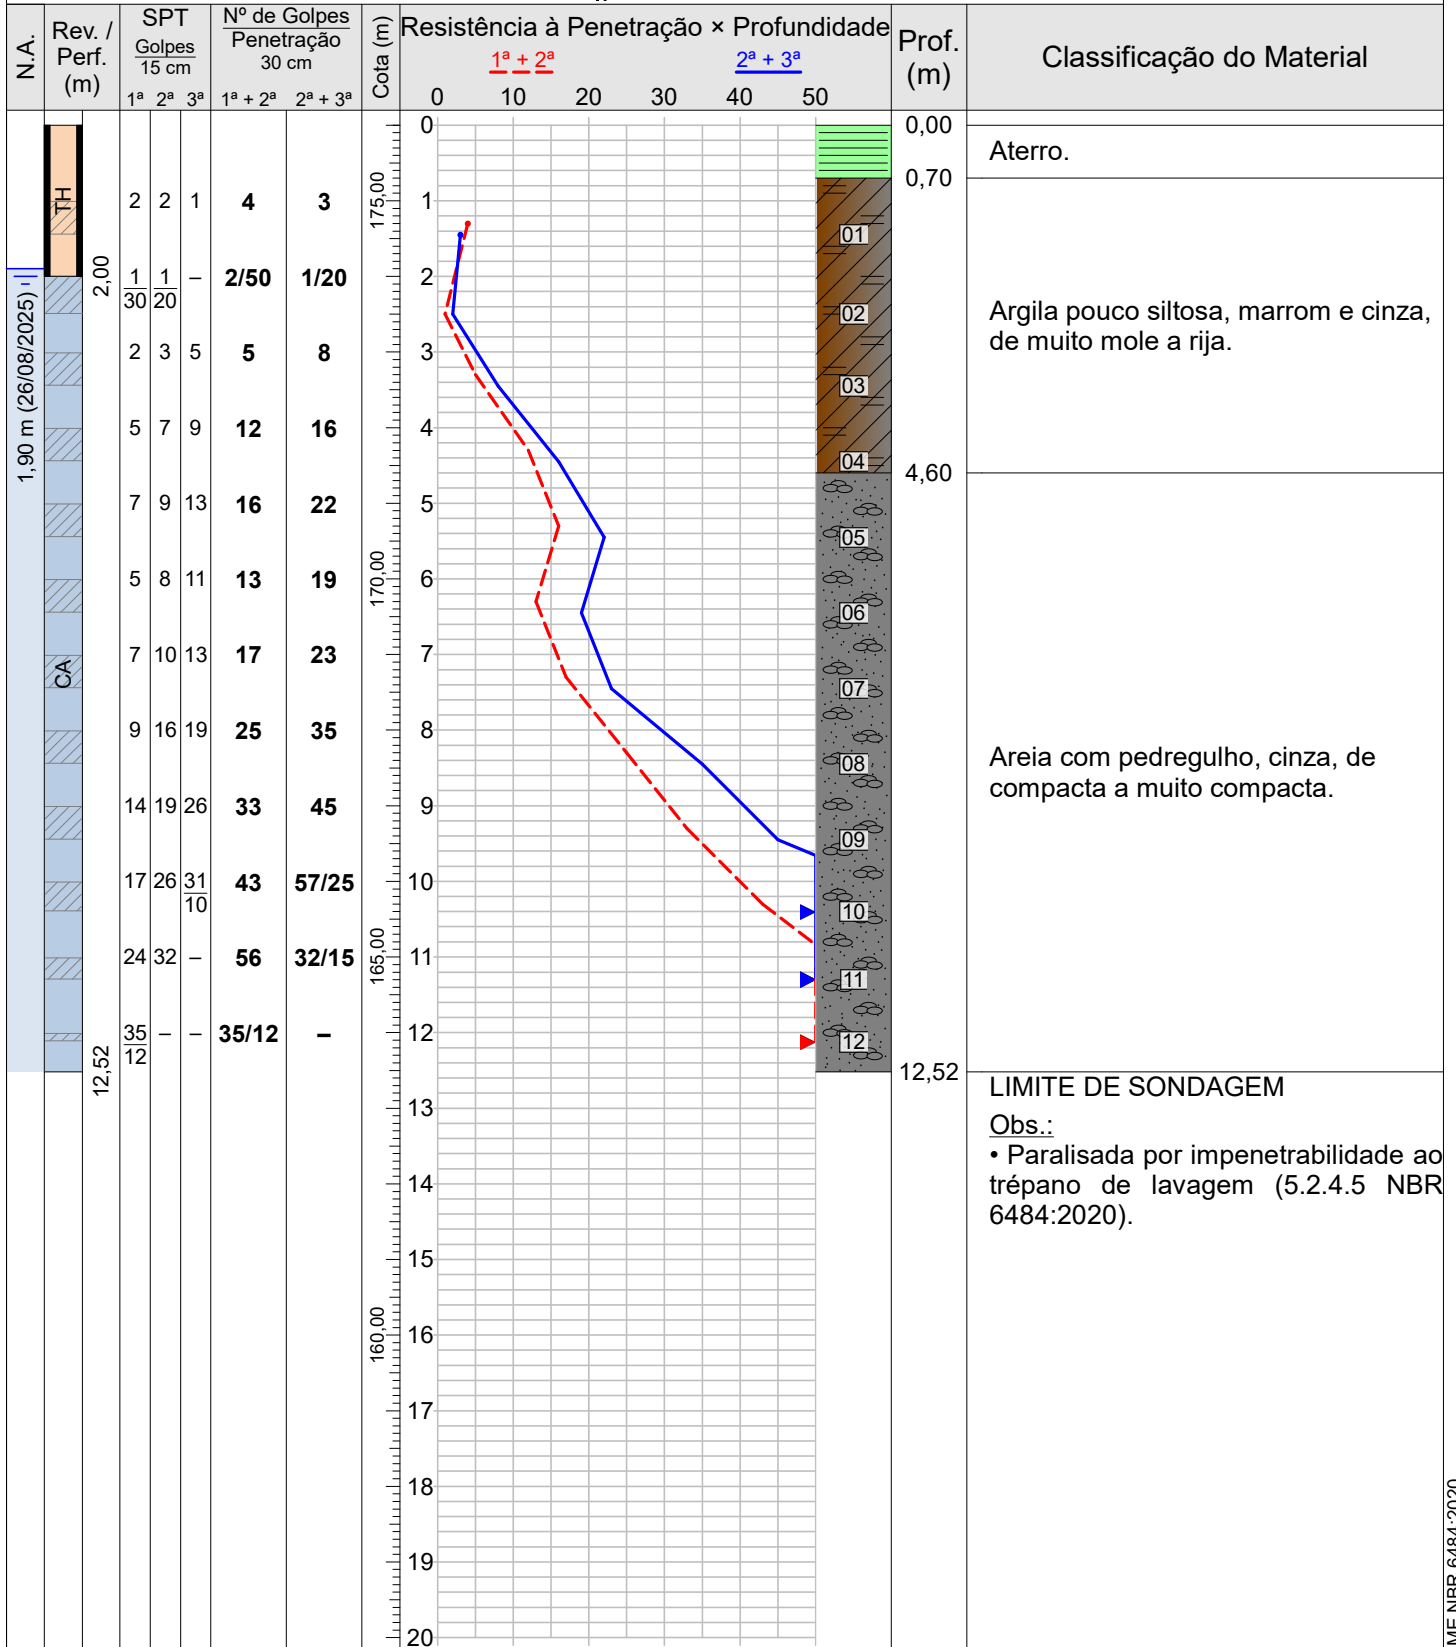 N.A.
Rev. /
Perf.
(m)
SPT
Golpes
15 cm
1ª 2ª 3ª
Nº de Golpes
Penetração
30 cm
1ª + 2ª 2ª + 3ª
Cota (m)
Resistência à Penetração × Profundidade
1ª + 2ª 2ª + 3ª
0 10 20 30 40 50
Prof.
(m)
Classificação do Material
1,90 m (26/08/2025)
TH
CA
2,00
12,52
2 2 1 4 3
1/30 1/20 – 2/50 1/20
2 3 5 5 8
5 7 9 12 16
7 9 13 16 22
5 8 11 13 19
7 10 13 17 23
9 16 19 25 35
14 19 26 33 45
17 26 31/10 43 57/25
24 32 – 56 32/15
35/12 – – 35/12 –
175,00
170,00
165,00
160,00
0
1
2
3
4
5
6
7
8
9
10
11
12
13
14
15
16
17
18
19
20
01
02
03
04
05
06
07
08
09
10
11
12
0,00
Aterro.
0,70
Argila pouco siltosa, marrom e cinza,
de muito mole a rija.
4,60
Areia com pedregulho, cinza, de
compacta a muito compacta.
12,52
LIMITE DE SONDAGEM
Obs.:
• Paralisada por impenetrabilidade ao
trépano de lavagem (5.2.4.5 NBR
6484:2020).
NBR 6484:2020